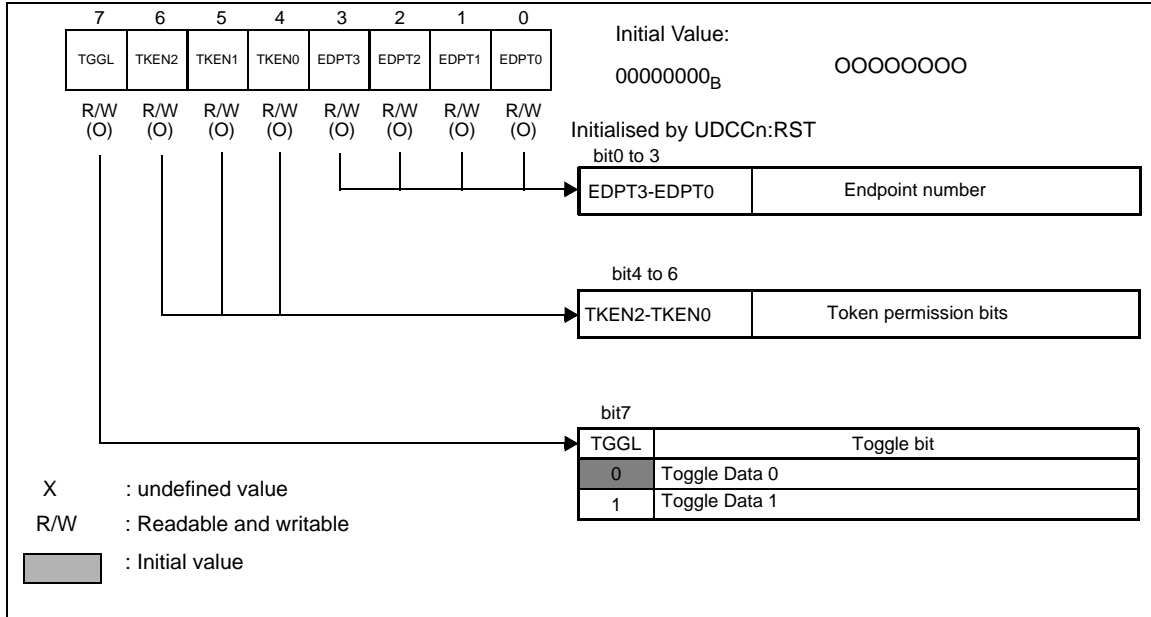 7 6 5 4 3 2 1 0
TGGL TKEN2 TKEN1 TKEN0 EDPT3 EDPT2 EDPT1 EDPT0
R/W R/W R/W R/W R/W R/W R/W R/W
(O) (O) (O) (O) (O) (O) (O) (O)
Initial Value:
00000000B OOOOOOOO
Initialised by UDCCn:RST
bit0 to 3
EDPT3-EDPT0 Endpoint number
bit4 to 6
TKEN2-TKEN0 Token permission bits
bit7
TGGL Toggle bit
0 Toggle Data 0
1 Toggle Data 1
X : undefined value
R/W : Readable and writable
: Initial value